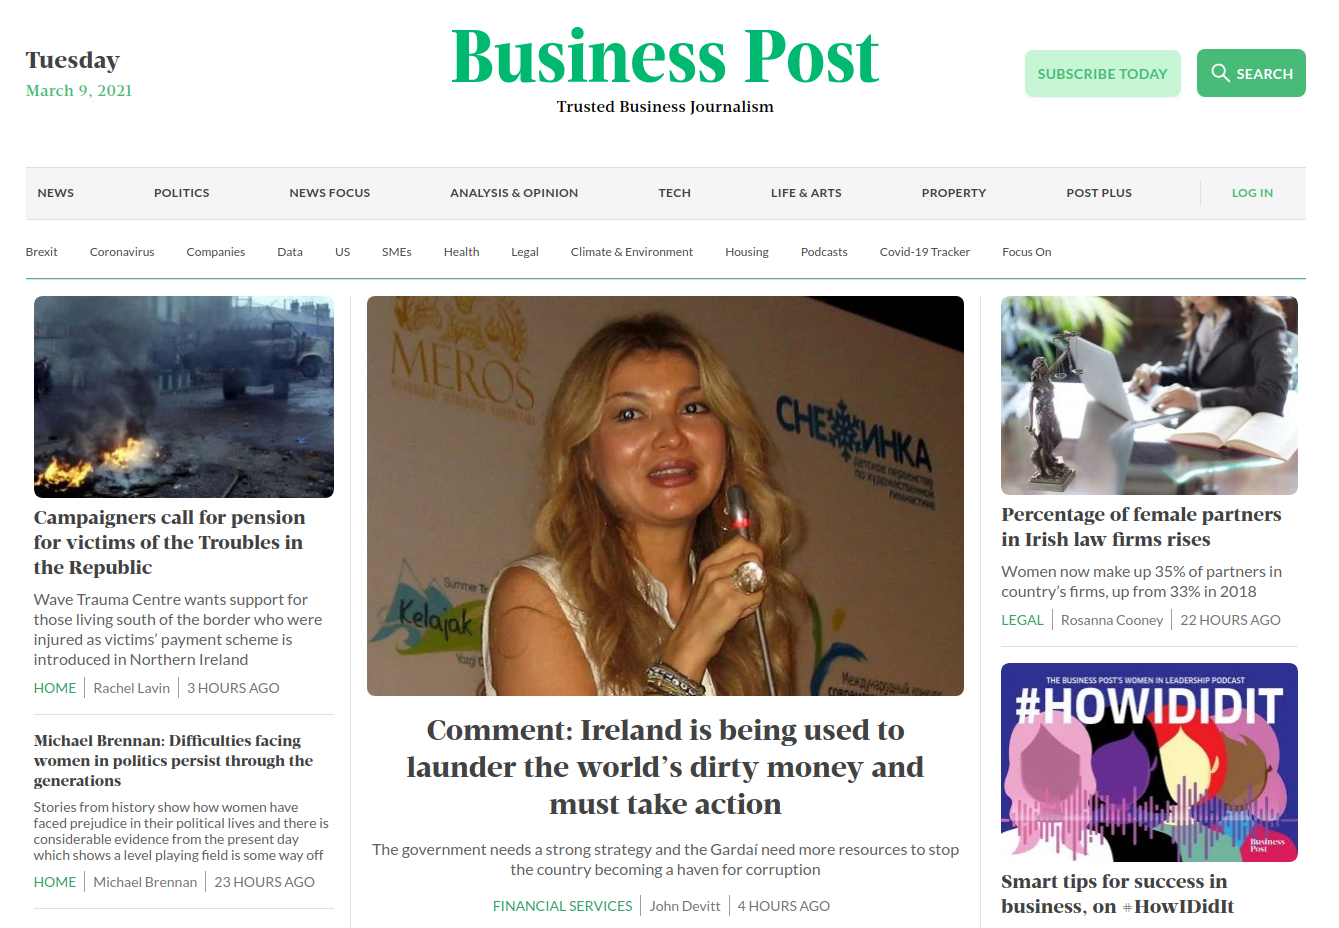 Tuesday
March 9, 2021
Business Post
Trusted Business Journalism
SUBSCRIBE TODAY
SEARCH
NEWS
POLITICS
NEWS FOCUS
ANALYSIS & OPINION
TECH
LIFE & ARTS
PROPERTY
POST PLUS
LOG IN
Brexit
Coronavirus
Companies
Data
US
SMEs
Health
Legal
Climate & Environment
Housing
Podcasts
Covid-19 Tracker
Focus On
Campaigners call for pension
for victims of the Troubles in
the Republic
Wave Trauma Centre wants support for
those living south of the border who were
injured as victims’ payment scheme is
introduced in Northern Ireland
HOME
Rachel Lavin
3 HOURS AGO
Michael Brennan: Difficulties facing
women in politics persist through the
generations
Stories from history show how women have
faced prejudice in their political lives and there is
considerable evidence from the present day
which shows a level playing field is some way off
HOME
Michael Brennan
23 HOURS AGO
MEROS
СНЕЖИНКА
детское первенство
по художественной
гимнастике
Kelajak
Международный
Comment: Ireland is being used to
launder the world’s dirty money and
must take action
The government needs a strong strategy and the Gardaí need more resources to stop
the country becoming a haven for corruption
FINANCIAL SERVICES
John Devitt
4 HOURS AGO
Percentage of female partners
in Irish law firms rises
Women now make up 35% of partners in
country’s firms, up from 33% in 2018
LEGAL
Rosanna Cooney
22 HOURS AGO
THE BUSINESS POST'S WOMEN IN LEADERSHIP PODCAST
#HOWIDIDIT
Business
Post
Smart tips for success in
business, on #HowIDidIt